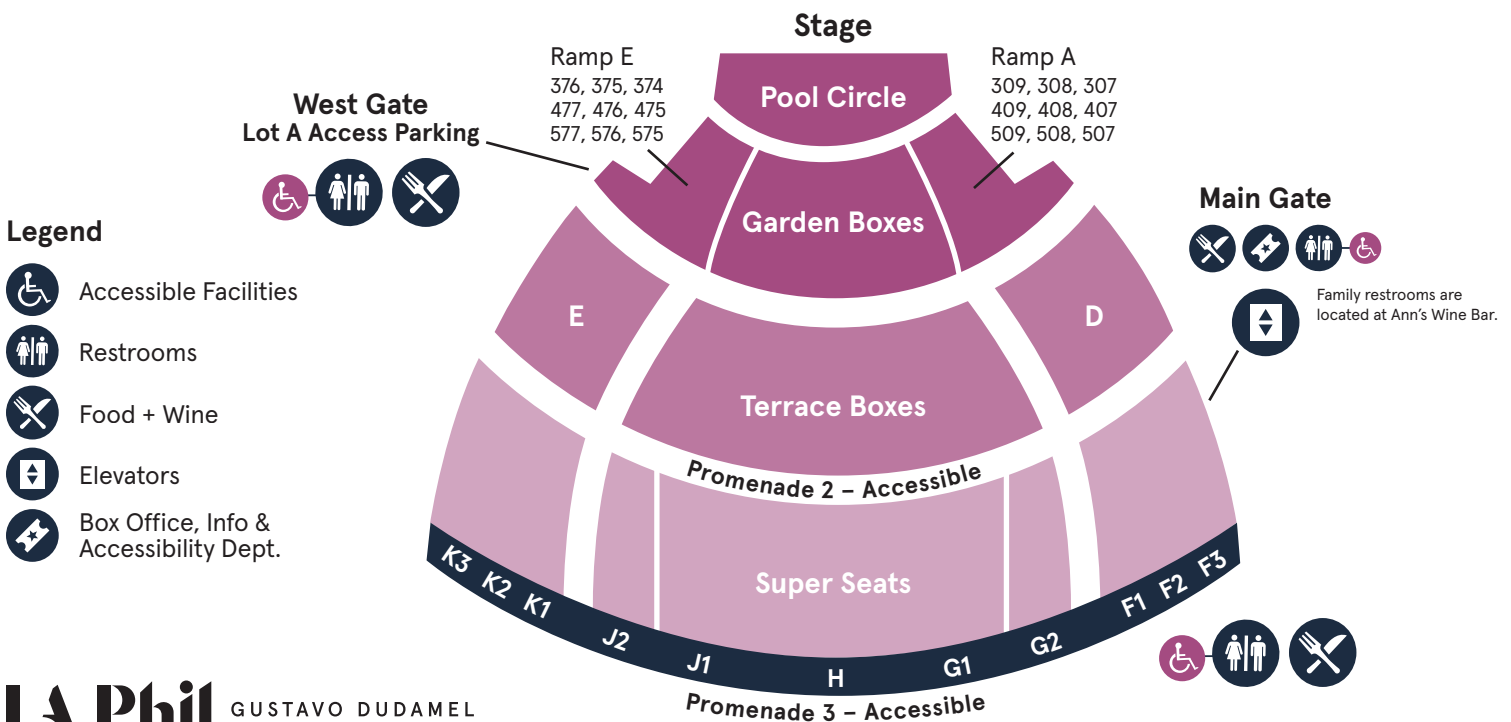 Stage
Ramp E
376, 375, 374
477, 476, 475
577, 576, 575
Ramp A
309, 308, 307
409, 408, 407
509, 508, 507
Pool Circle
West Gate
Lot A Access Parking
Garden Boxes
Main Gate
Family restrooms are
located at Ann's Wine Bar.
Legend
Accessible Facilities
Restrooms
Food + Wine
Elevators
Box Office, Info &
Accessibility Dept.
E
D
Terrace Boxes
Promenade 2 – Accessible
Super Seats
K3 K2 K1 J2 J1 H G1 G2 F1 F2 F3
Promenade 3 – Accessible
LA Phil
GUSTAVO DUDAMEL